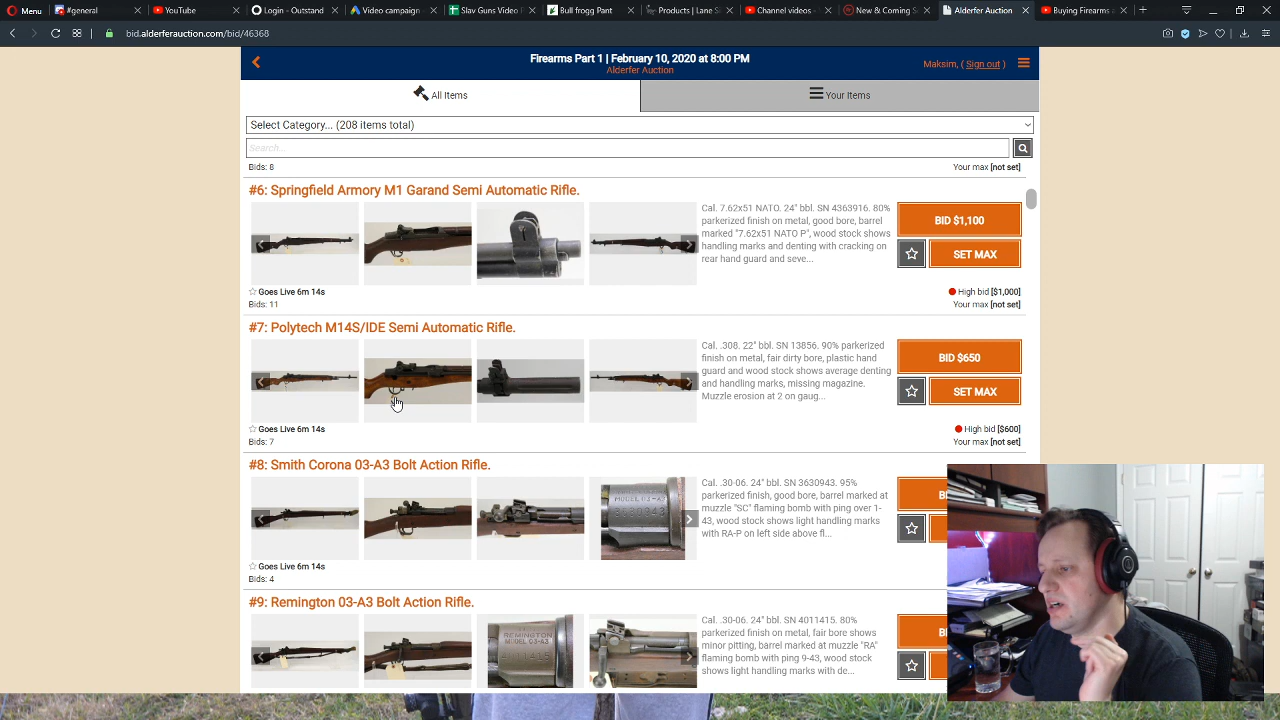 Menu
#general
YouTube
Login - Outstand
Video campaign
Slav Guns Video
Bull frogg Pant
Products | Lane S
Channel videos -
New & Coming S
Alderfer Auction
Buying Firearms
bid.alderferauction.com/bid/46368
Firearms Part 1 | February 10, 2020 at 8:00 PM
Alderfer Auction
Maksim, ( Sign out )
All Items
Your Items
Select Category... (208 items total)
Search...
Bids: 8
Your max [not set]
#6: Springfield Armory M1 Garand Semi Automatic Rifle.
Cal. 7.62x51 NATO. 24" bbl. SN 4363916. 80%
parkerized finish on metal, good bore, barrel
marked "7.62x51 NATO P", wood stock shows
handling marks and denting with cracking on
rear hand guard and seve...
BID $1,100
SET MAX
Goes Live 6m 14s
Bids: 11
High bid [$1,000]
Your max [not set]
#7: Polytech M14S/IDE Semi Automatic Rifle.
Cal. .308. 22" bbl. SN 13856. 90% parkerized
finish on metal, fair dirty bore, plastic hand
guard and wood stock shows average denting
and handling marks, missing magazine.
Muzzle erosion at 2 on gaug...
BID $650
SET MAX
Goes Live 6m 14s
Bids: 7
High bid [$600]
Your max [not set]
#8: Smith Corona 03-A3 Bolt Action Rifle.
Cal. .30-06. 24" bbl. SN 3630943. 95%
parkerized finish, good bore, barrel marked at
muzzle "SC" flaming bomb with ping over 1-
43, wood stock shows light handling marks
with RA-P on left side above fl...
Goes Live 6m 14s
Bids: 4
#9: Remington 03-A3 Bolt Action Rifle.
REMINGTON
MODEL 03-A3
4011415
Cal. .30-06. 24" bbl. SN 4011415. 80%
parkerized finish on metal, fair bore shows
minor pitting, barrel marked at muzzle "RA"
flaming bomb with ping 9-43, wood stock
shows light handling marks with de...